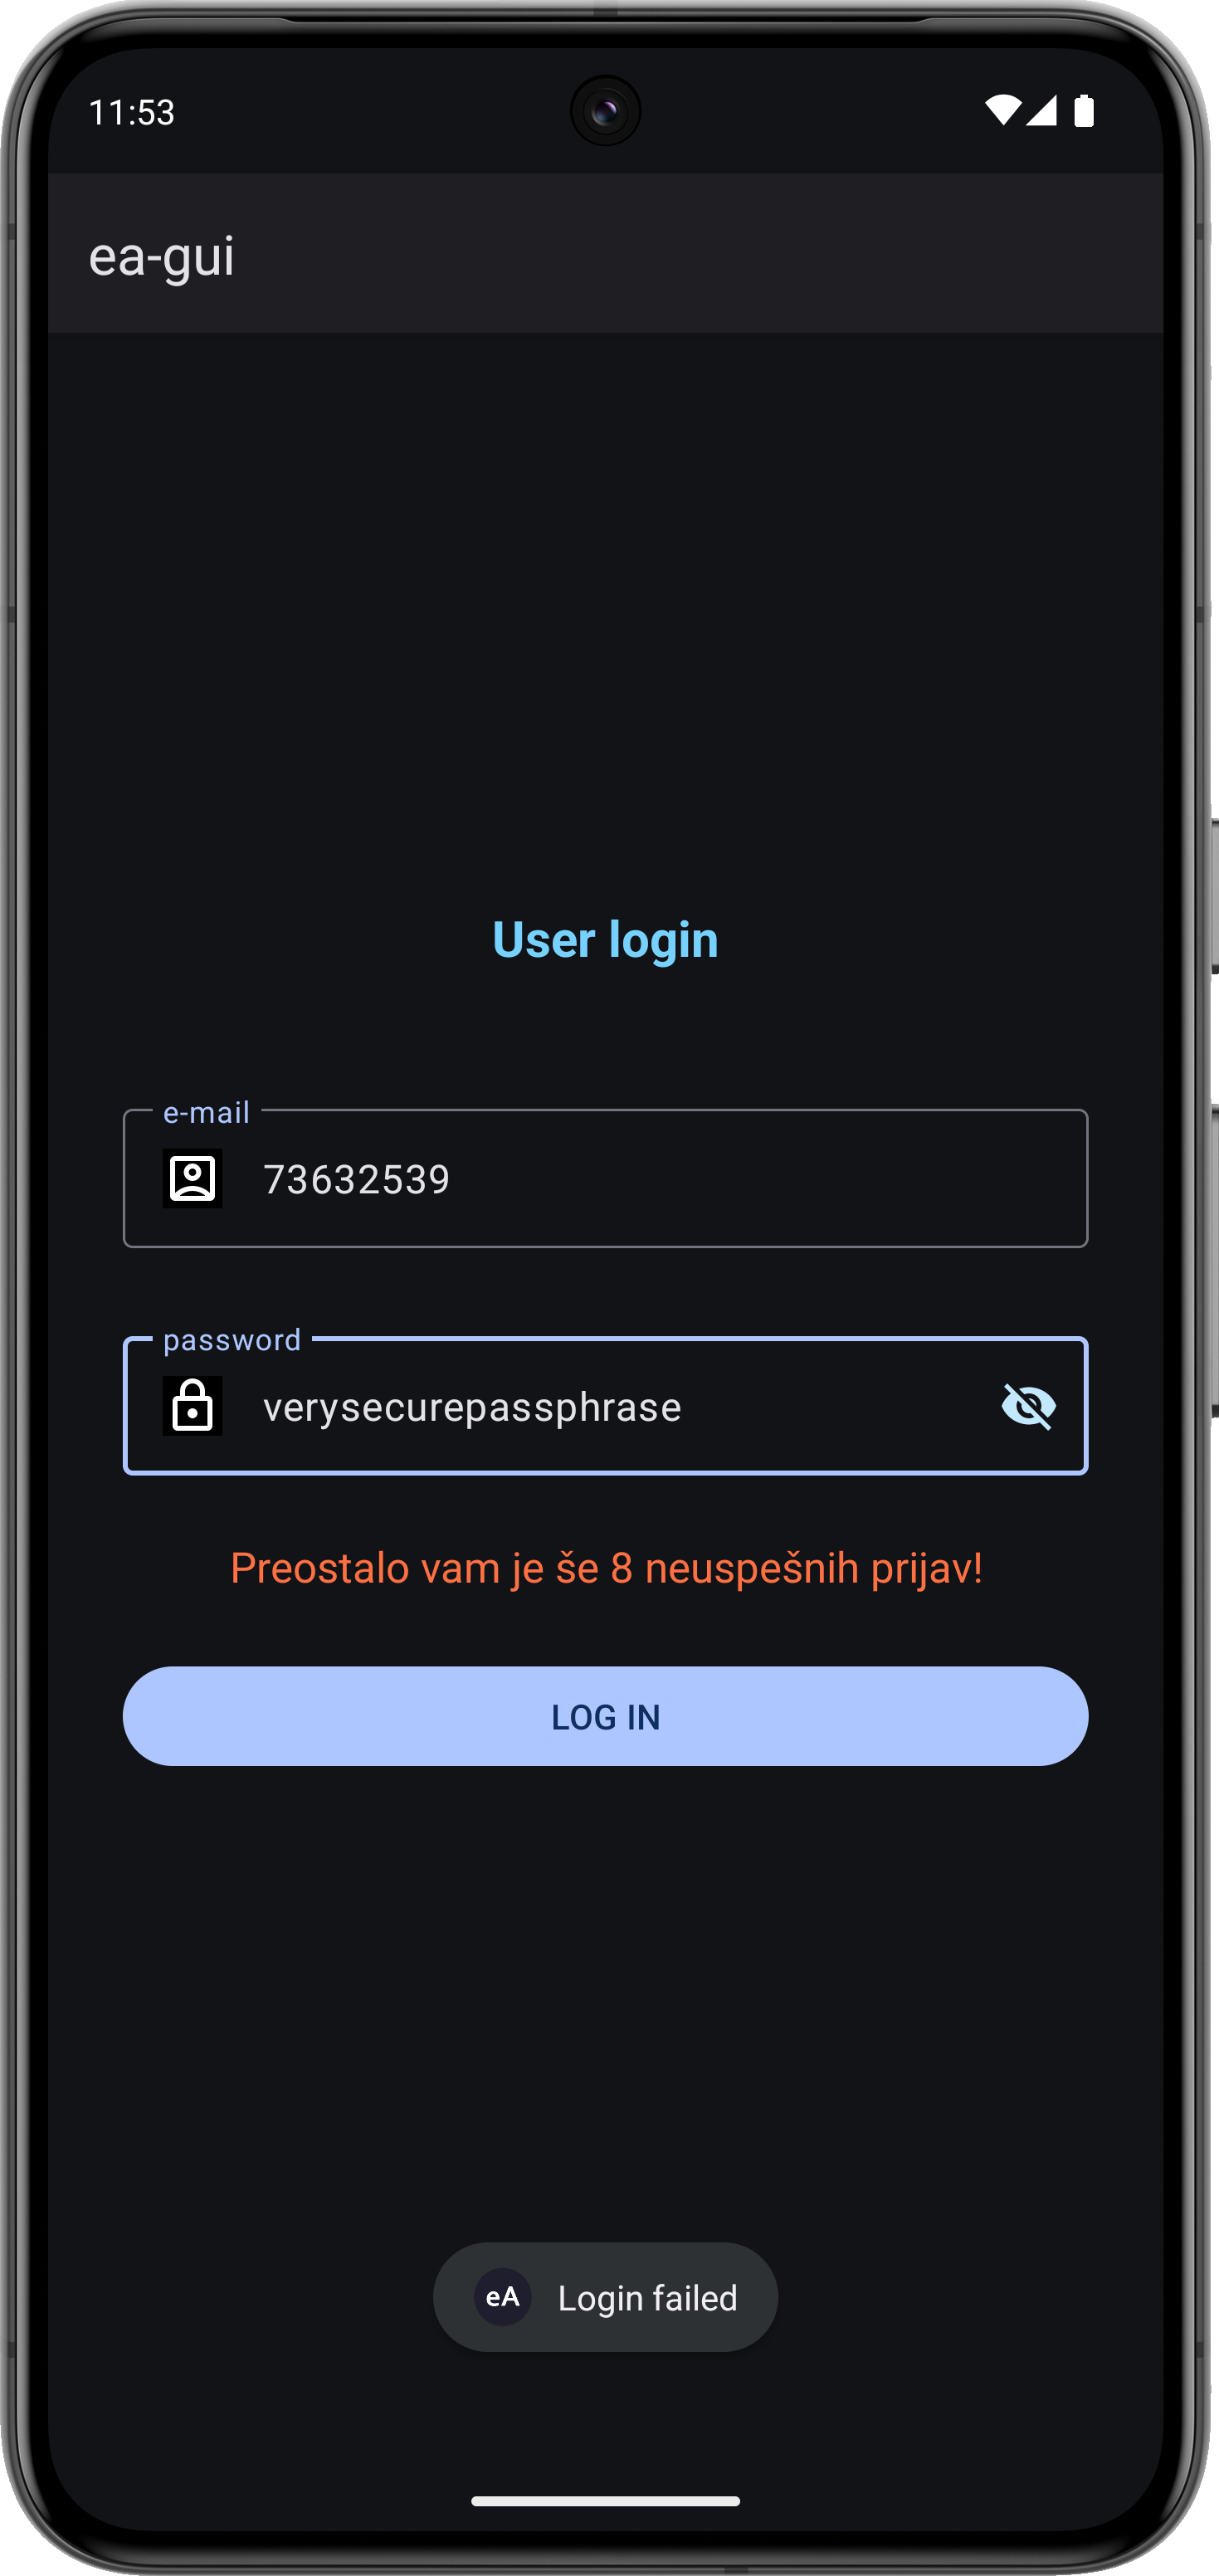 11:53
ea-gui
User login
e-mail
73632539
password
verysecurepassphrase
Preostalo vam je še 8 neuspešnih prijav!
LOG IN
eA Login failed